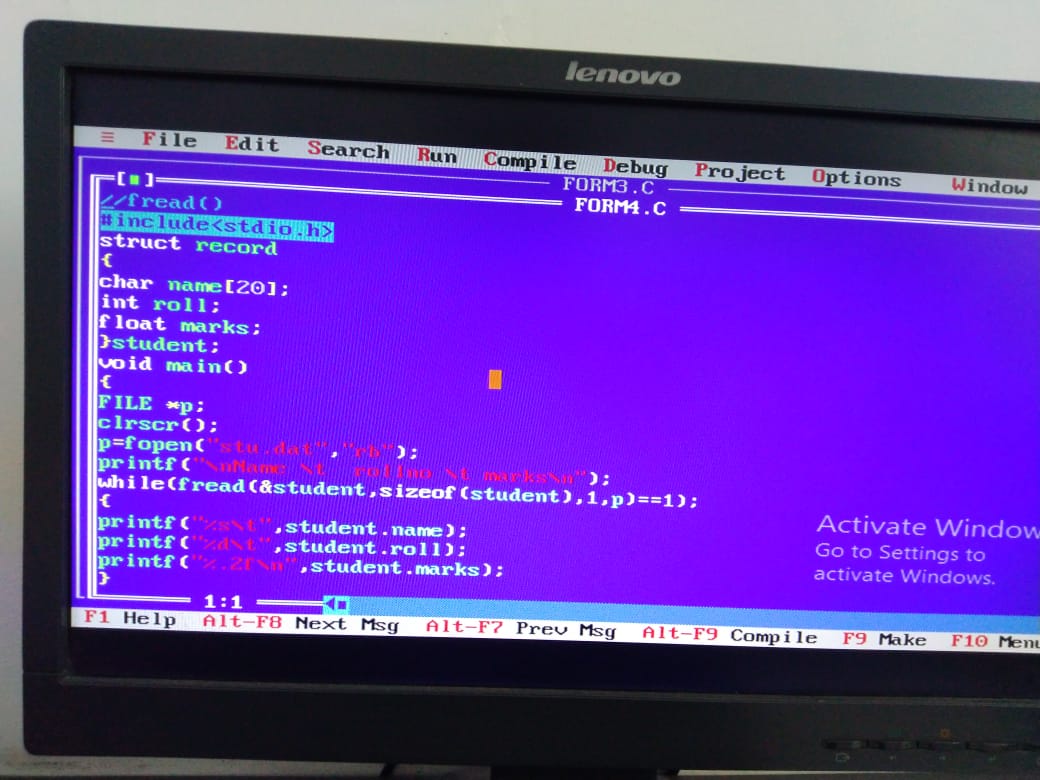 lenovo
≡ File Edit Search Run Compile Debug Project Options Window
FORM3.C
[■] FORM4.C
//fread()
#include<stdio.h>
struct record
{
char name[20];
int roll;
float marks;
}student;
void main()
{
FILE *p;
clrscr();
p=fopen("stu.dat","rb");
printf("\nName \t rollno \t marks\n");
while(fread(&student,sizeof(student),1,p)==1);
{
printf("%s\t",student.name);
printf("%d\t",student.roll);
printf("%.2f\n",student.marks);
}
Activate Window
Go to Settings to
activate Windows.
1:1
F1 Help Alt-F8 Next Msg Alt-F7 Prev Msg Alt-F9 Compile F9 Make F10 Menu